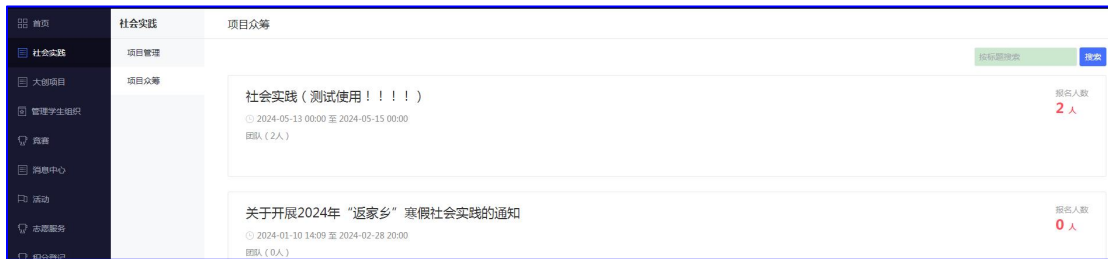 首页
社会实践
大创项目
管理学生组织
竞赛
消息中心
活动
志愿服务
积分登记
社会实践
项目管理
项目众筹
项目众筹
按标题搜索
搜索
社会实践（测试使用！！！！）
2024-05-13 00:00 至 2024-05-15 00:00
团队（2人）
报名人数
2 人
关于开展2024年“返家乡”寒假社会实践的通知
2024-01-10 14:09 至 2024-02-28 20:00
团队（0人）
报名人数
0 人